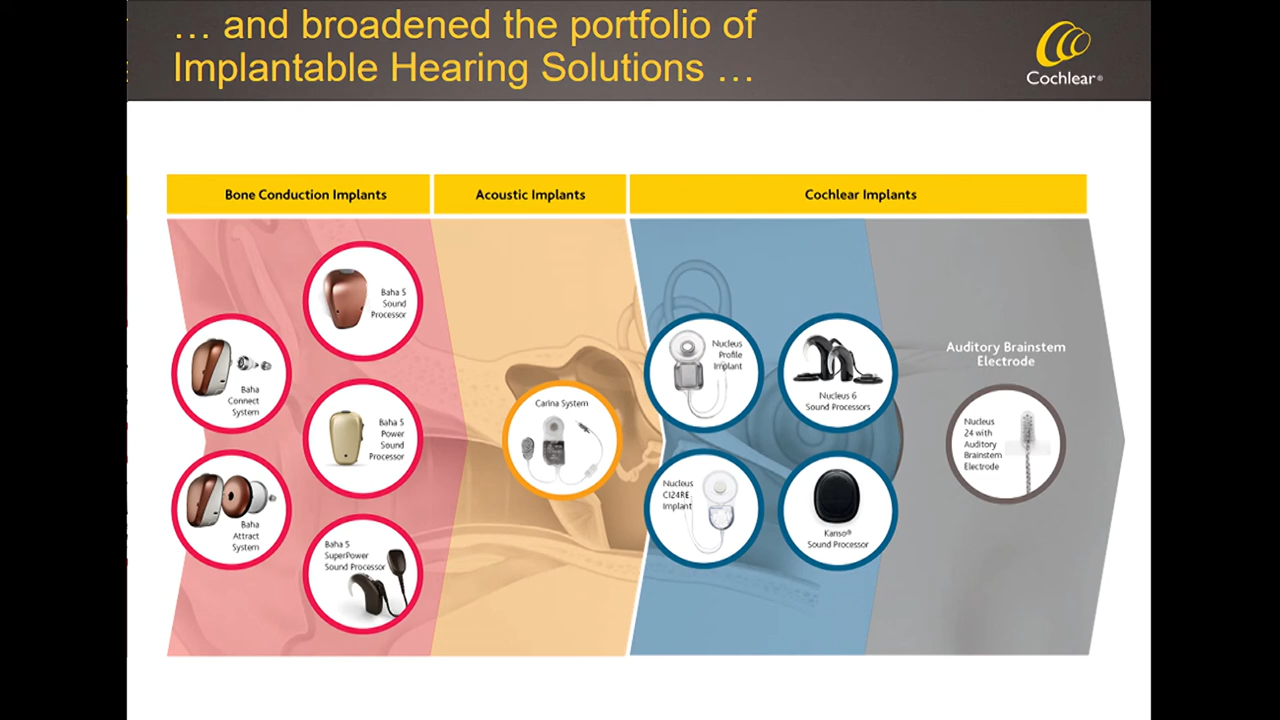 … and broadened the portfolio of
Implantable Hearing Solutions …
Cochlear®
Bone Conduction Implants
Acoustic Implants
Cochlear Implants
Baha 5
Sound
Processor
Baha
Connect
System
Baha 5
Power
Sound
Processor
Baha
Attract
System
Baha 5
SuperPower
Sound Processor
Carina System
Nucleus
Profile
Implant
Nucleus 6
Sound Processors
Nucleus
CI24RE
Implant
Kanso®
Sound Processor
Auditory Brainstem
Electrode
Nucleus
24 with
Auditory
Brainstem
Electrode